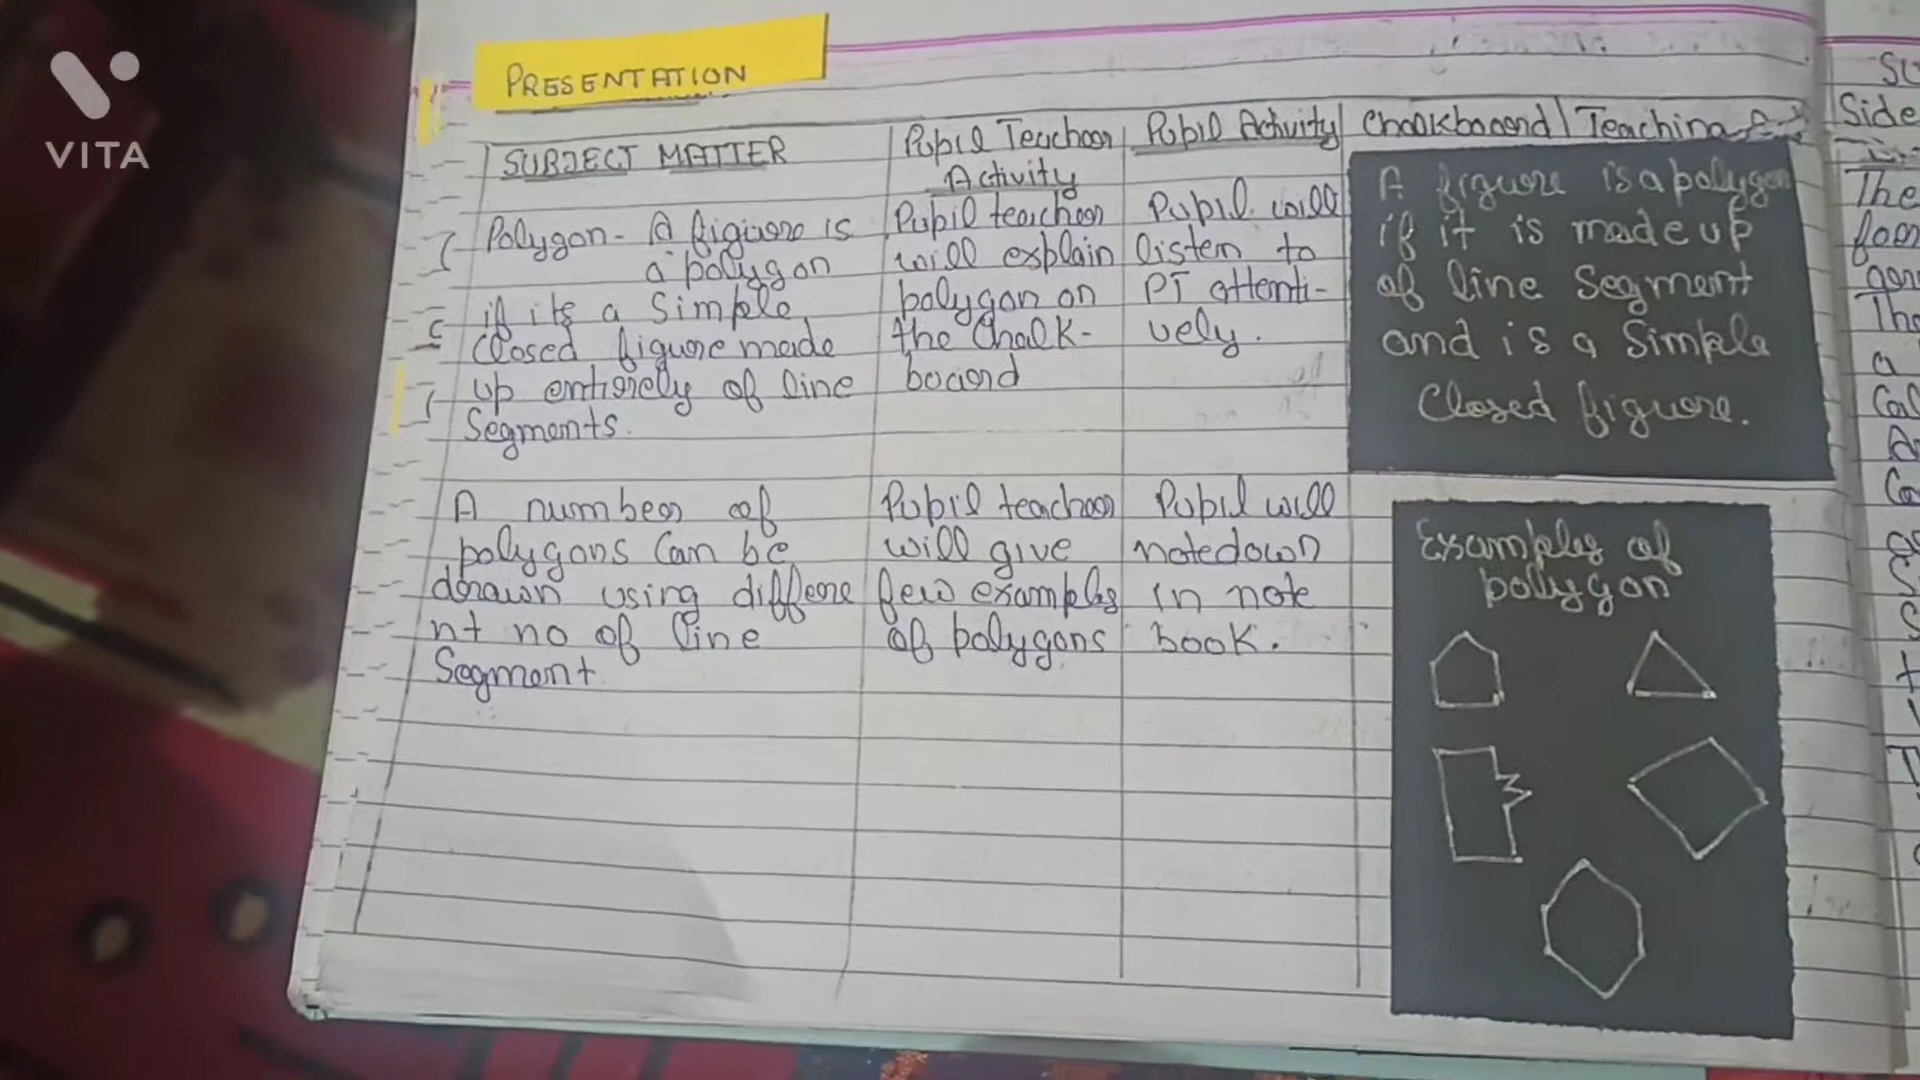 VITA
PRESENTATION
SUBJECT MATTER
Polygon - A figure is
a polygon
if its a Simple
Closed figure made
up entirely of line
Segments.
A number of
polygons Can be
drawn using differe
nt no of line
Segment
Pupil Teacher
Activity
Pupil teacher
will explain
polygon on
the Chalk-
board
Pupil teacher
will give
few examples
of polygons
Pupil Activity
Pupil will
listen to
PT attenti-
vely.
Pupil will
notedown
in note
book.
Chalkboard | Teaching
A figure is a polygon
if it is made up
of line Segment
and is a Simple
Closed figure.
Examples of
polygon
Side
The